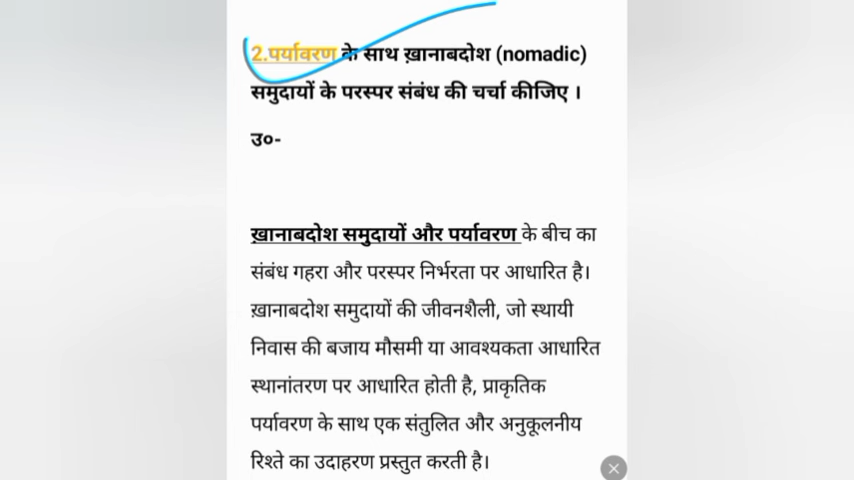 2.पर्यावरण के साथ ख़ानाबदोश (nomadic)
समुदायों के परस्पर संबंध की चर्चा कीजिए ।
उ०-
ख़ानाबदोश समुदायों और पर्यावरण के बीच का
संबंध गहरा और परस्पर निर्भरता पर आधारित है।
ख़ानाबदोश समुदायों की जीवनशैली, जो स्थायी
निवास की बजाय मौसमी या आवश्यकता आधारित
स्थानांतरण पर आधारित होती है, प्राकृतिक
पर्यावरण के साथ एक संतुलित और अनुकूलनीय
रिश्ते का उदाहरण प्रस्तुत करती है।